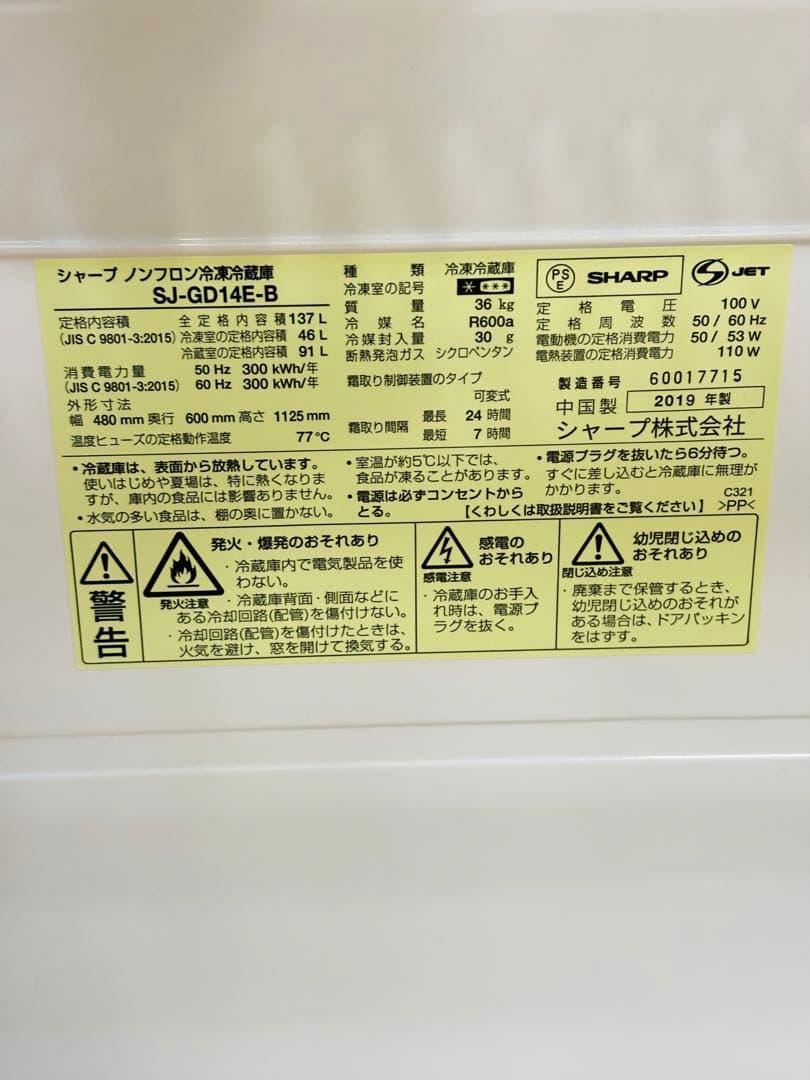 シャープ ノンフロン冷凍冷蔵庫
SJ-GD14E-B
定格内容積 全定格内容積 137 L
(JIS C 9801-3:2015) 冷凍室の定格内容積 46 L
冷蔵室の定格内容積 91 L
消費電力量 50 Hz 300 kWh/年
(JIS C 9801-3:2015) 60 Hz 300 kWh/年
外形寸法
幅 480 mm 奥行 600 mm 高さ 1125 mm
温度ヒューズの定格動作温度 77℃
種類 冷凍冷蔵庫
冷凍室の記号 * ***
質量 36 kg
冷媒名 R600a
冷媒封入量 30 g
断熱発泡ガス シクロペンタン
霜取り制御装置のタイプ
可変式
霜取り間隔 最長 24 時間
最短 7 時間
PS
E
SHARP
S JET
定格電圧 100 V
定格周波数 50 / 60 Hz
電動機の定格消費電力 50 / 53 W
電熱装置の定格消費電力 110 W
製造番号 60017715
中国製 2019 年製
シャープ株式会社
・冷蔵庫は、表面から放熱しています。
使いはじめや夏場は、特に熱くなりま
すが、庫内の食品には影響ありません。
・水気の多い食品は、棚の奥に置かない。
・室温が約5℃以下では、
食品が凍ることがあります。
・電源は必ずコンセントから
とる。
・電源プラグを抜いたら6分待つ。
すぐに差し込むと冷蔵庫に無理が
かかります。
C321
【くわしくは取扱説明書をご覧ください】 >PP<
警告
発火注意
発火・爆発のおそれあり
・冷蔵庫内で電気製品を使
わない。
・冷蔵庫背面・側面などに
ある冷却回路(配管)を傷付けない。
・冷却回路(配管)を傷付けたときは、
火気を避け、窓を開けて換気する。
感電注意
感電の
おそれあり
・冷蔵庫のお手入
れ時は、電源プ
ラグを抜く。
閉じ込め注意
幼児閉じ込めの
おそれあり
・廃棄まで保管するとき、
幼児閉じ込めのおそれが
ある場合は、ドアパッキン
をはずす。